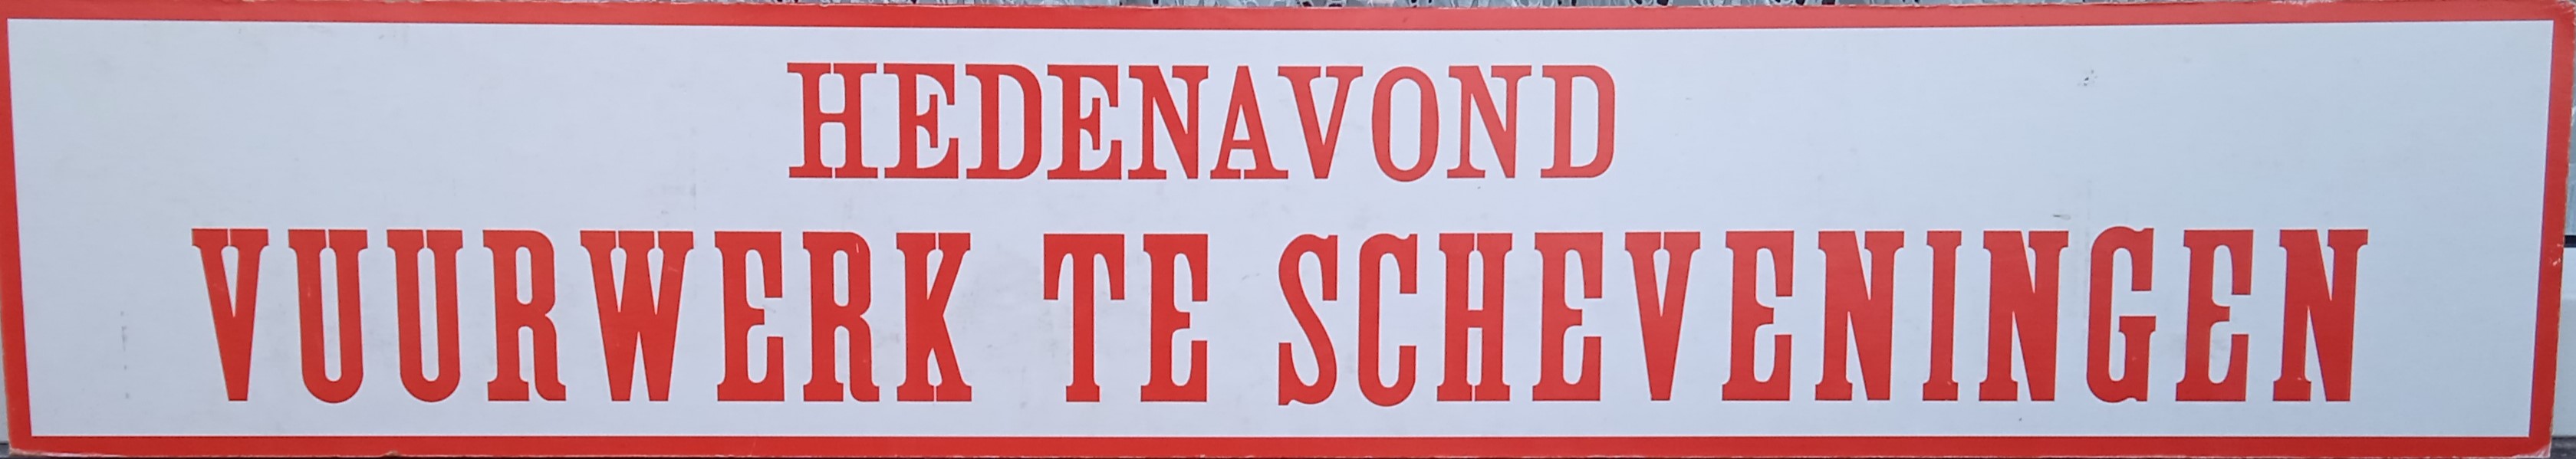 HEDENAVOND
VUURWERK TE SCHEVENINGEN